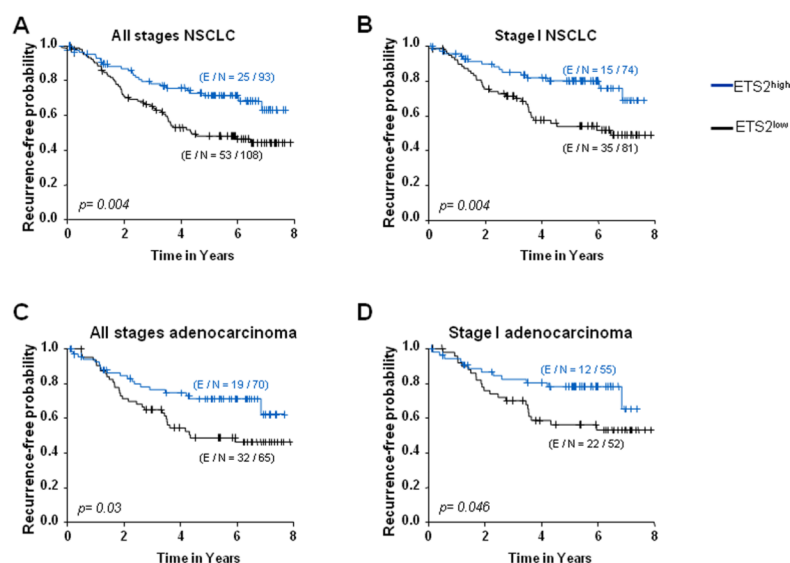 A
All stages NSCLC
Recurrence-free probability
1.0
0.8
0.6
0.4
0.2
0.0
(E / N = 25 / 93)
(E / N = 53 / 108)
p= 0.004
0 2 4 6 8
Time in Years
B
Stage I NSCLC
Recurrence-free probability
1.0
0.8
0.6
0.4
0.2
0.0
(E / N = 15 / 74)
(E / N = 35 / 81)
p= 0.004
0 2 4 6 8
Time in Years
ETS2high
ETS2low
C
All stages adenocarcinoma
Recurrence-free probability
1.0
0.8
0.6
0.4
0.2
0.0
(E / N = 19 / 70)
(E / N = 32 / 65)
p= 0.03
0 2 4 6 8
Time in Years
D
Stage I adenocarcinoma
Recurrence-free probability
1.0
0.8
0.6
0.4
0.2
0.0
(E / N = 12 / 55)
(E / N = 22 / 52)
p= 0.046
0 2 4 6 8
Time in Years